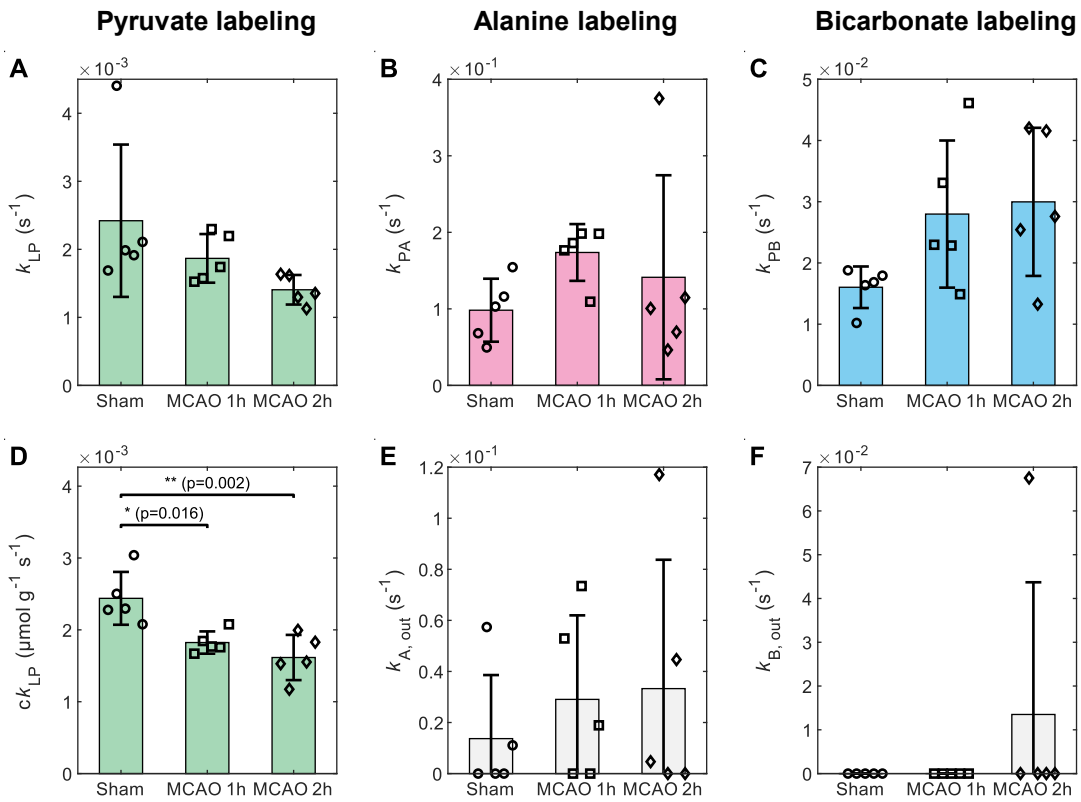 Pyruvate labeling
Alanine labeling
Bicarbonate labeling
A
× 10⁻³
4
3
2
1
0
k_LP (s⁻¹)
Sham
MCAO 1h
MCAO 2h
B
× 10⁻¹
4
3
2
1
0
k_PA (s⁻¹)
Sham
MCAO 1h
MCAO 2h
C
× 10⁻²
5
4
3
2
1
0
k_PB (s⁻¹)
Sham
MCAO 1h
MCAO 2h
D
× 10⁻³
4
3
2
1
0
ck_LP (μmol g⁻¹ s⁻¹)
** (p=0.002)
* (p=0.016)
Sham
MCAO 1h
MCAO 2h
E
× 10⁻¹
1.2
1
0.8
0.6
0.4
0.2
0
k_A, out (s⁻¹)
Sham
MCAO 1h
MCAO 2h
F
× 10⁻²
7
6
5
4
3
2
1
0
k_B, out (s⁻¹)
Sham
MCAO 1h
MCAO 2h